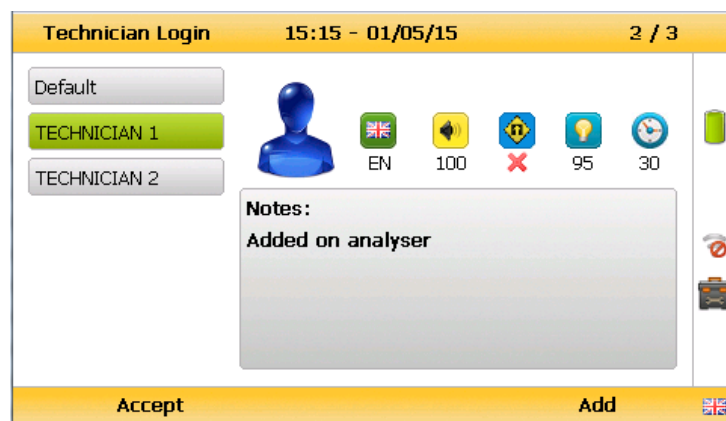 Technician Login 15:15 - 01/05/15 2 / 3
Default
TECHNICIAN 1
TECHNICIAN 2
EN 100 95 30
Notes:
Added on analyser
Accept Add